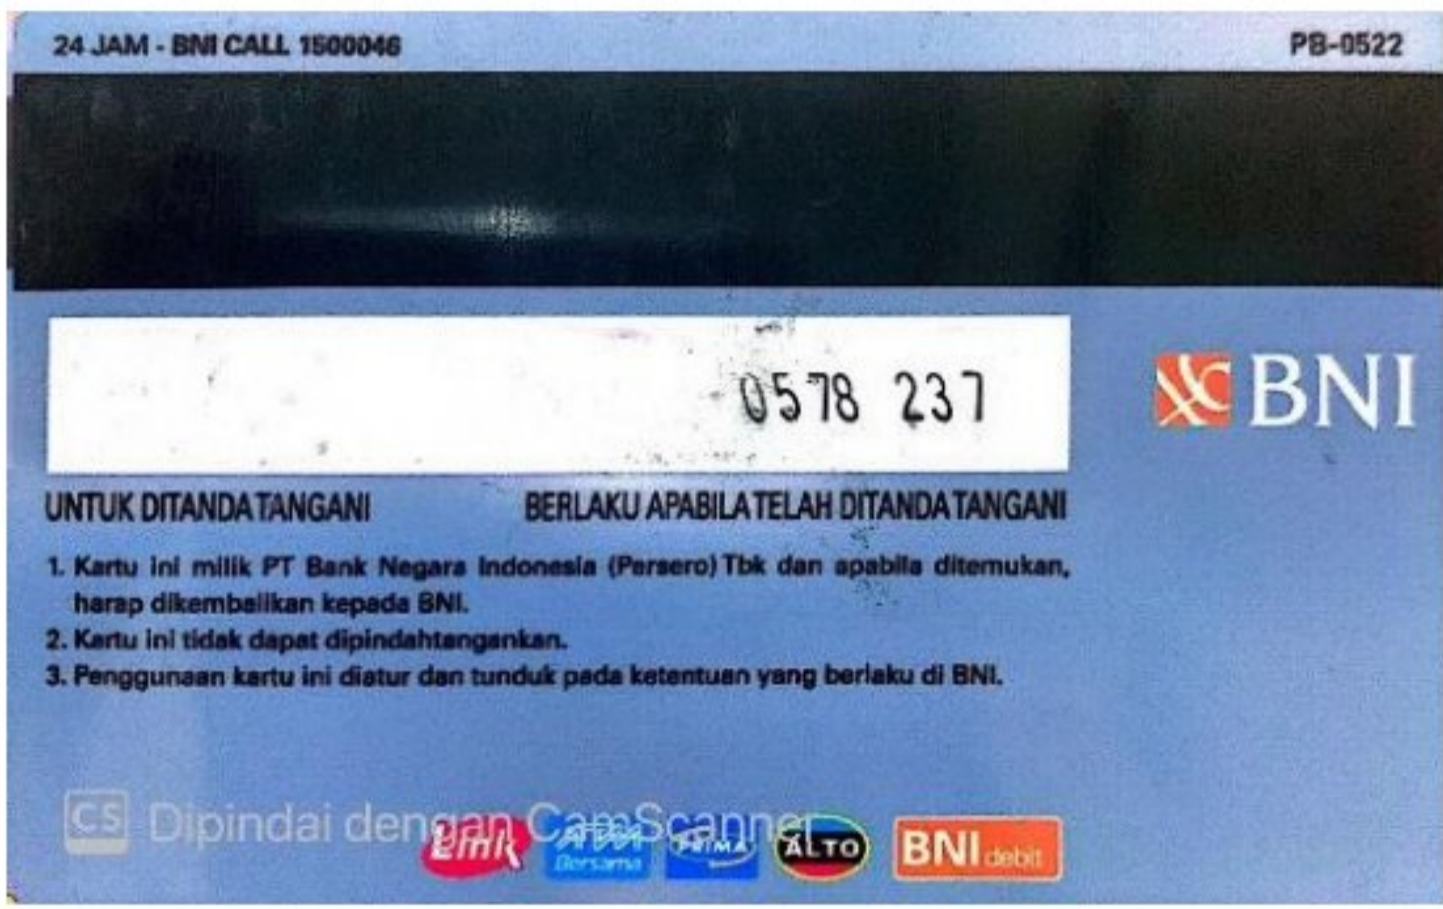 24 JAM - BNI CALL 1500046
PB-0522
0578 237
BNI
UNTUK DITANDATANGANI
BERLAKU APABILA TELAH DITANDATANGANI
1. Kartu ini milik PT Bank Negara Indonesia (Persero) Tbk dan apabila ditemukan,
harap dikembalikan kepada BNI.
2. Kartu ini tidak dapat dipindahtangankan.
3. Penggunaan kartu ini diatur dan tunduk pada ketentuan yang berlaku di BNI.
CS Dipindai dengan CamScanner
Link ATM Bersama PRIMA ALTO BNI debit